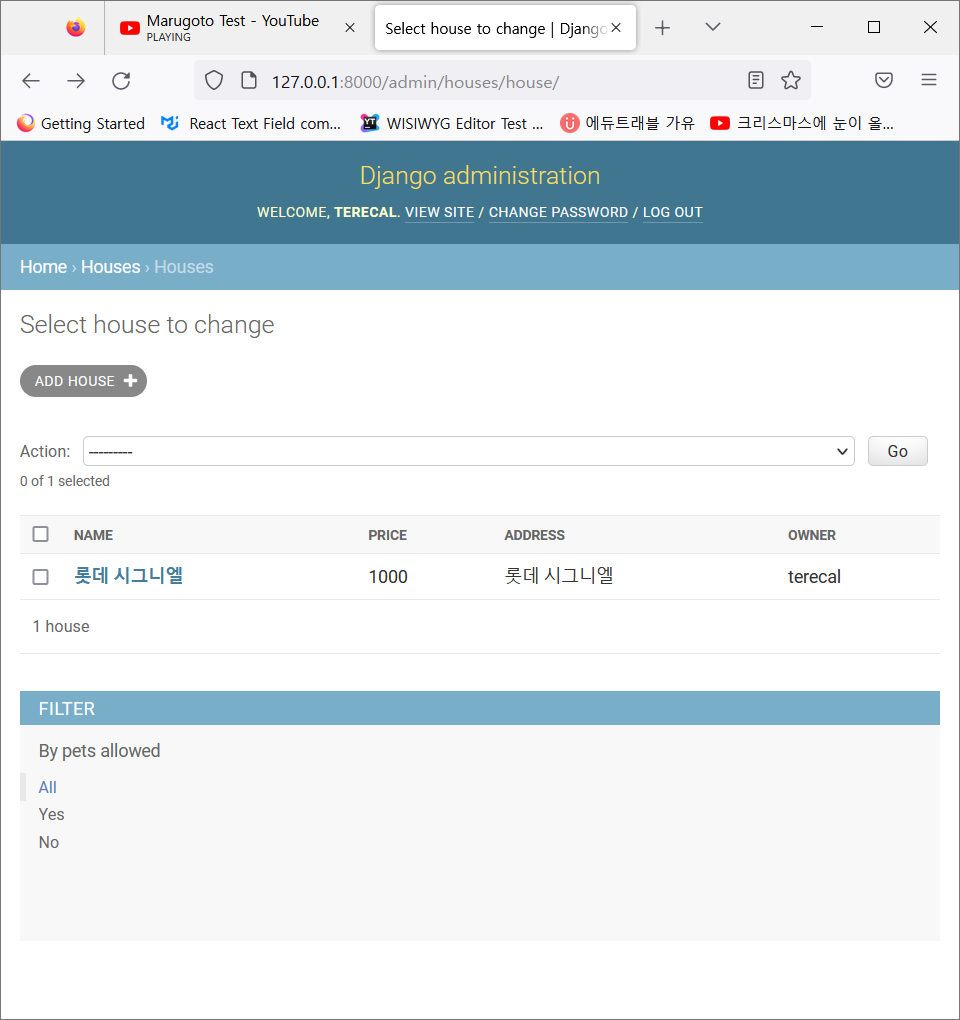 Marugoto Test - YouTube
PLAYING
Select house to change | Django
127.0.0.1:8000/admin/houses/house/
Getting Started
React Text Field com...
WISIWYG Editor Test ...
에듀트래블 가유
크리스마스에 눈이 올...
Django administration
WELCOME, TERECAL. VIEW SITE / CHANGE PASSWORD / LOG OUT
Home › Houses › Houses
Select house to change
ADD HOUSE
Action: --------- Go
0 of 1 selected
NAME PRICE ADDRESS OWNER
롯데 시그니엘 1000 롯데 시그니엘 terecal
1 house
FILTER
By pets allowed
All
Yes
No